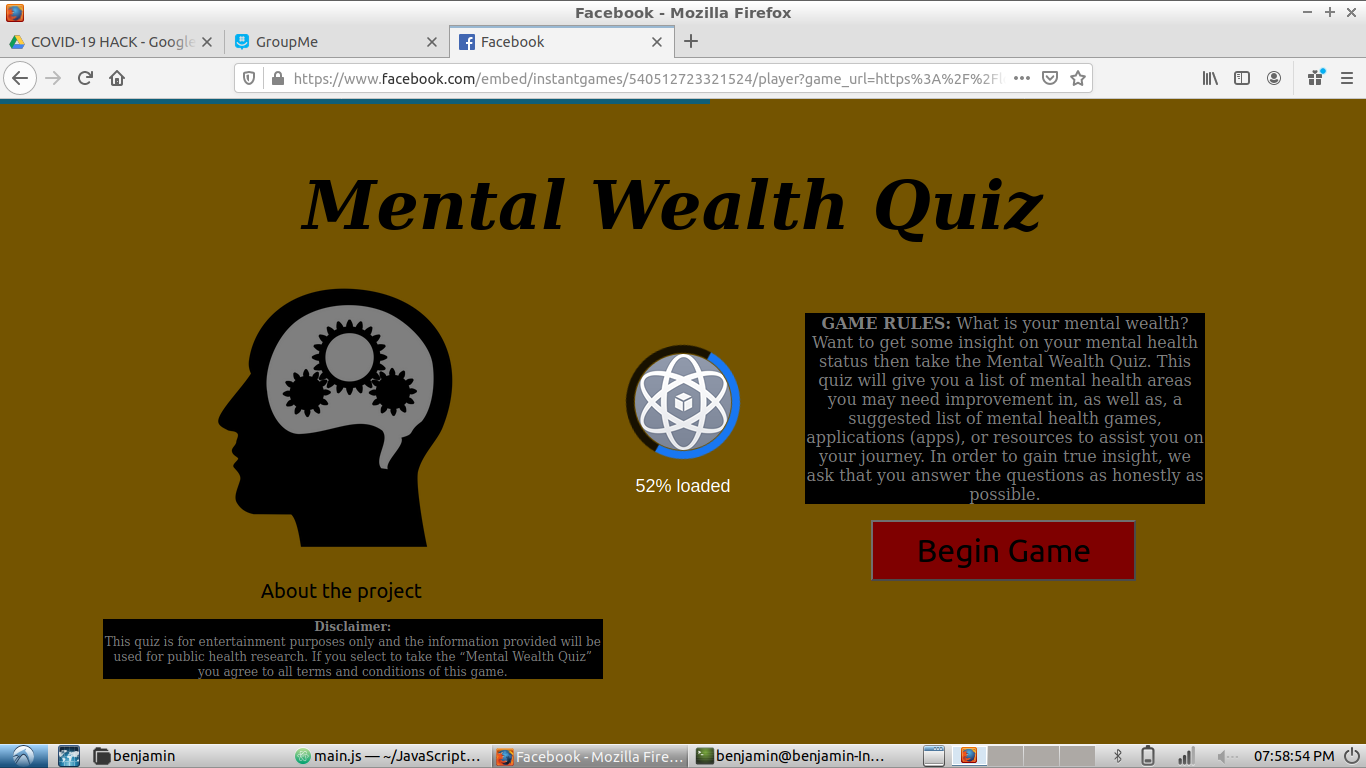 Facebook - Mozilla Firefox
COVID-19 HACK - Google
GroupMe
Facebook
https://www.facebook.com/embed/instantgames/540512723321524/player?game_url=https%3A%2F%2Fl
Mental Wealth Quiz
GAME RULES: What is your mental wealth?
Want to get some insight on your mental health
status then take the Mental Wealth Quiz. This
quiz will give you a list of mental health areas
you may need improvement in, as well as, a
suggested list of mental health games,
applications (apps), or resources to assist you on
your journey. In order to gain true insight, we
ask that you answer the questions as honestly as
possible.
52% loaded
Begin Game
About the project
Disclaimer:
This quiz is for entertainment purposes only and the information provided will be
used for public health research. If you select to take the “Mental Wealth Quiz”
you agree to all terms and conditions of this game.
benjamin
main.js — ~/JavaScript...
Facebook - Mozilla Fire...
benjamin@benjamin-In...
07:58:54 PM